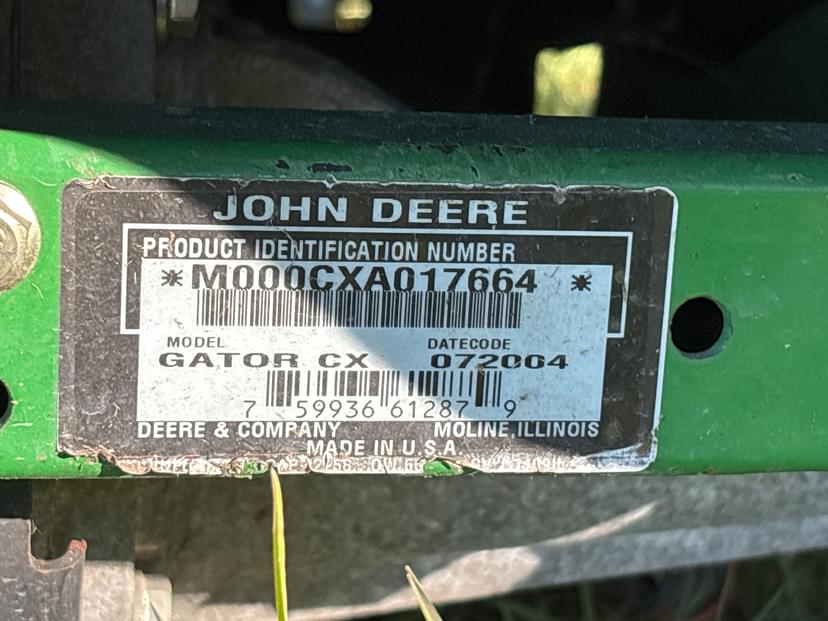 JOHN DEERE
PRODUCT IDENTIFICATION NUMBER
*M000CXA017664 *
MODEL DATECODE
GATOR CX 072064
7 59936 61287 9
DEERE & COMPANY MOLINE, ILLINOIS
MADE IN U.S.A.